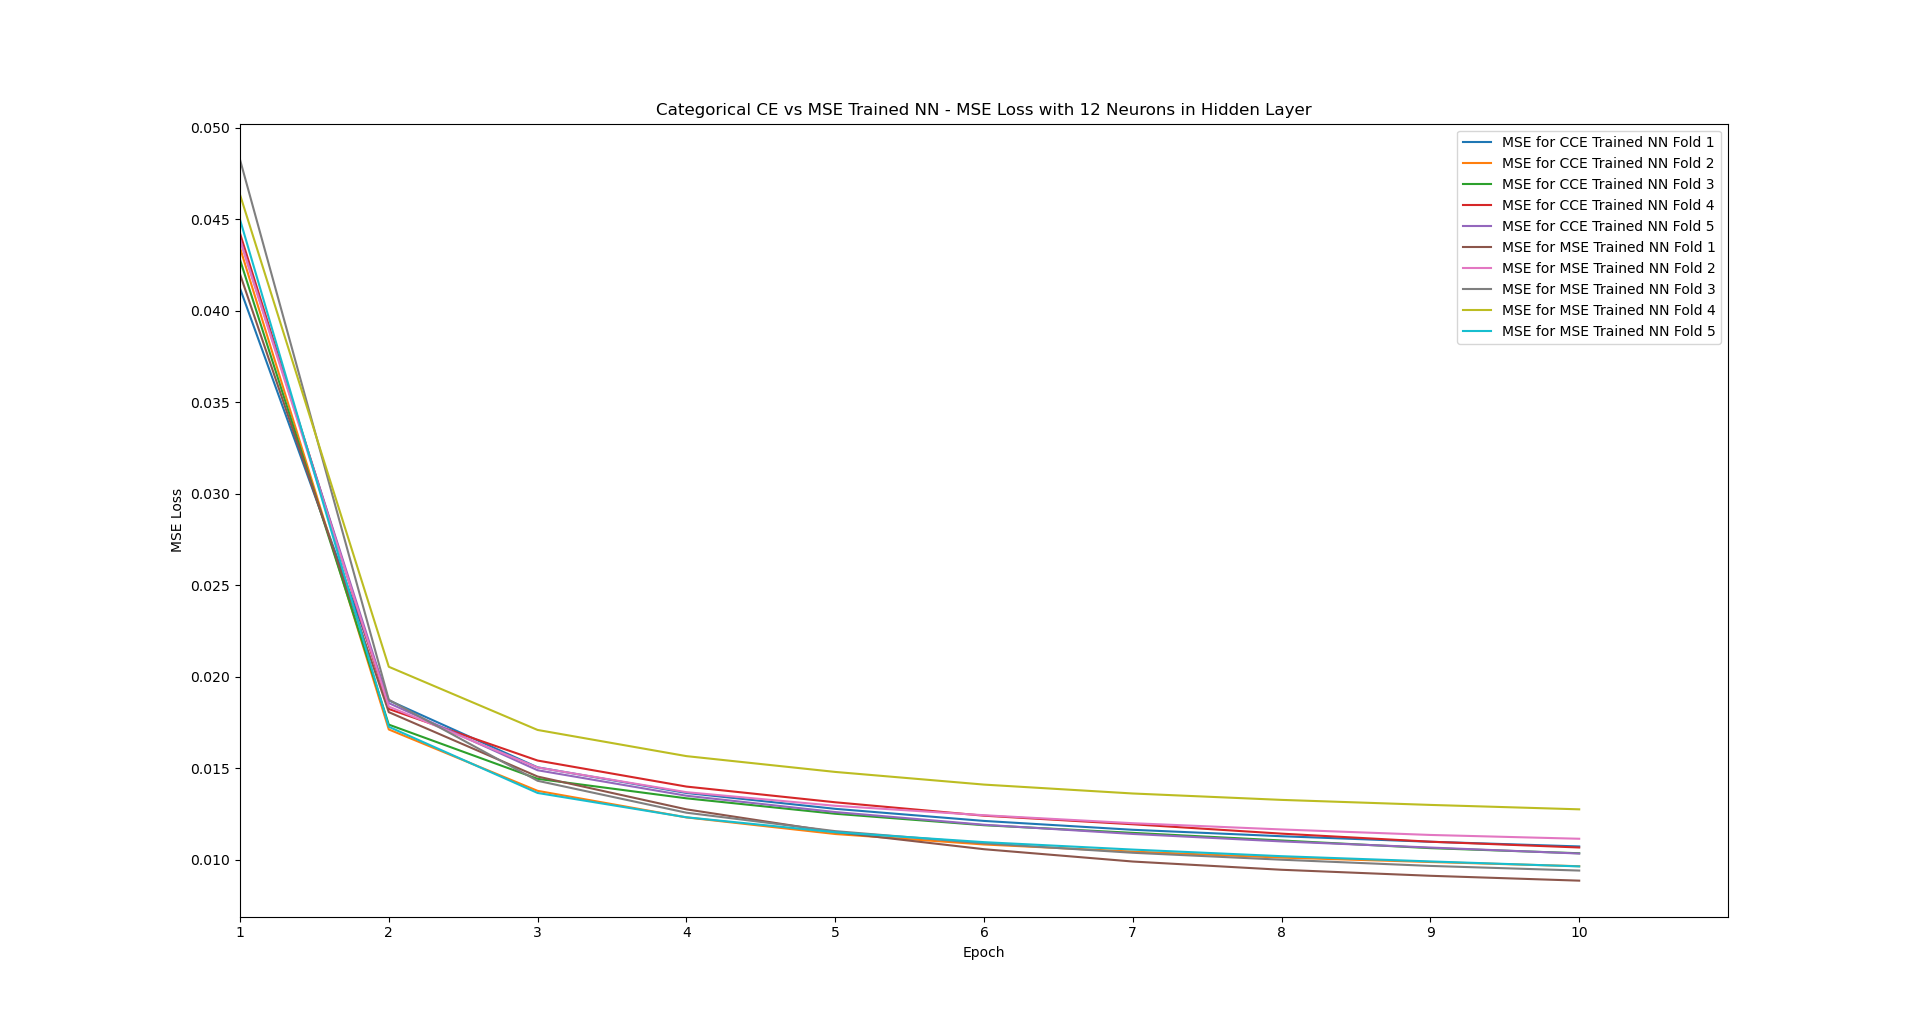 Categorical CE vs MSE Trained NN - MSE Loss with 12 Neurons in Hidden Layer
0.050
0.045
0.040
0.035
0.030
0.025
0.020
0.015
0.010
MSE Loss
MSE for CCE Trained NN Fold 1
MSE for CCE Trained NN Fold 2
MSE for CCE Trained NN Fold 3
MSE for CCE Trained NN Fold 4
MSE for CCE Trained NN Fold 5
MSE for MSE Trained NN Fold 1
MSE for MSE Trained NN Fold 2
MSE for MSE Trained NN Fold 3
MSE for MSE Trained NN Fold 4
MSE for MSE Trained NN Fold 5
1 2 3 4 5 6 7 8 9 10
Epoch